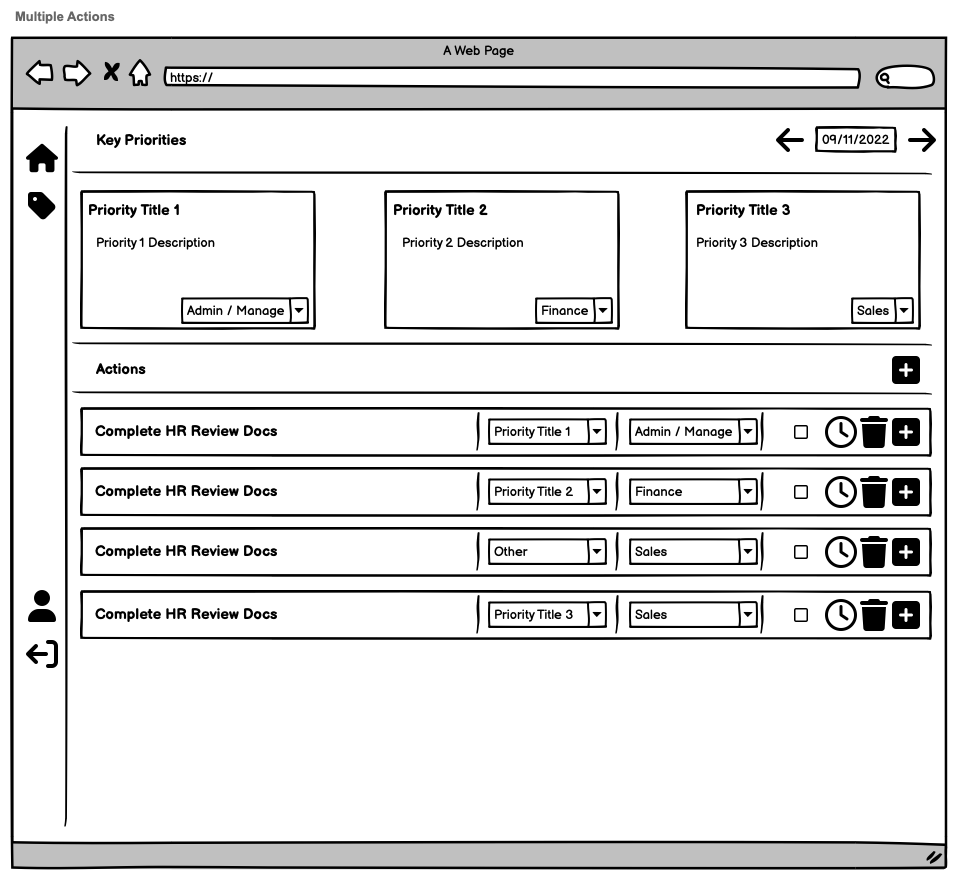 Multiple Actions
A Web Page
https://
Key Priorities
09/11/2022
Priority Title 1
Priority 1 Description
Admin / Manage
Priority Title 2
Priority 2 Description
Finance
Priority Title 3
Priority 3 Description
Sales
Actions
Complete HR Review Docs Priority Title 1 Admin / Manage
Complete HR Review Docs Priority Title 2 Finance
Complete HR Review Docs Other Sales
Complete HR Review Docs Priority Title 3 Sales